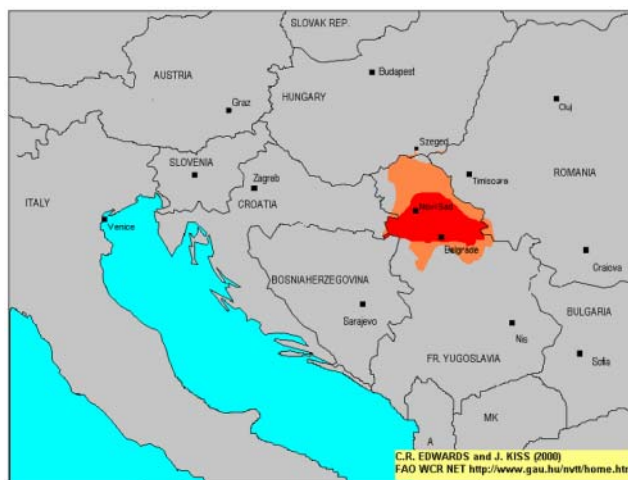 SLOVAK REP.
AUSTRIA
Budapest
HUNGARY
Graz
Cluj
Szeged
SLOVENIA
Timisoara
ROMANIA
Zagreb
ITALY
CROATIA
Novi Sad
Venice
Belgrade
Craiova
BOSNIAHERZEGOVINA
Sarajevo
BULGARIA
Nis
Sofia
FR. YUGOSLAVIA
MK
A
C.R. EDWARDS and J. KISS (2000)
FAO WCR NET http://www.gau.hu/nvtt/home.htm